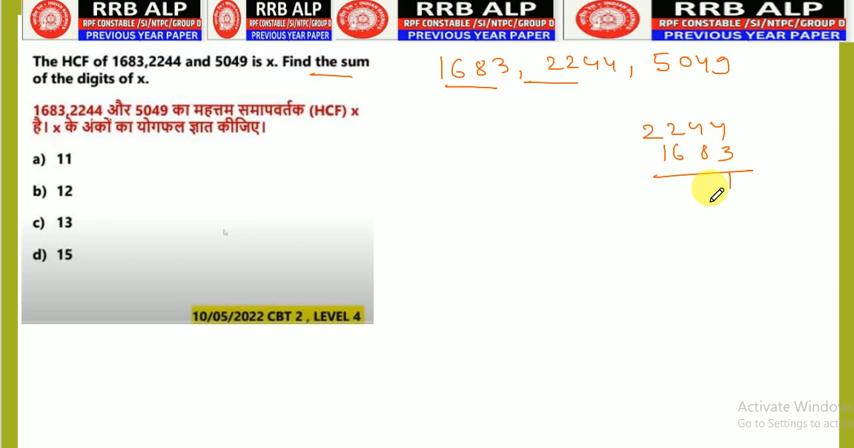 RRB ALP RRB ALP RRB ALP RRB ALP
RPF CONSTABLE /SI/NTPC/GROUP D RPF CONSTABLE /SI/NTPC/GROUP D RPF CONSTABLE /SI/NTPC/GROUP D RPF CONSTABLE /SI/NTPC/GROUP D
PREVIOUS YEAR PAPER PREVIOUS YEAR PAPER PREVIOUS YEAR PAPER PREVIOUS YEAR PAPER
The HCF of 1683,2244 and 5049 is x. Find the sum
of the digits of x.
1683,2244 और 5049 का महत्तम समापवर्तक (HCF) x
है। x के अंकों का योगफल ज्ञात कीजिए।
a) 11
b) 12
c) 13
d) 15
10/05/2022 CBT 2 , LEVEL 4
1683, 2244, 5049
2244
1683
1
Activate Window
Go to Settings to acti